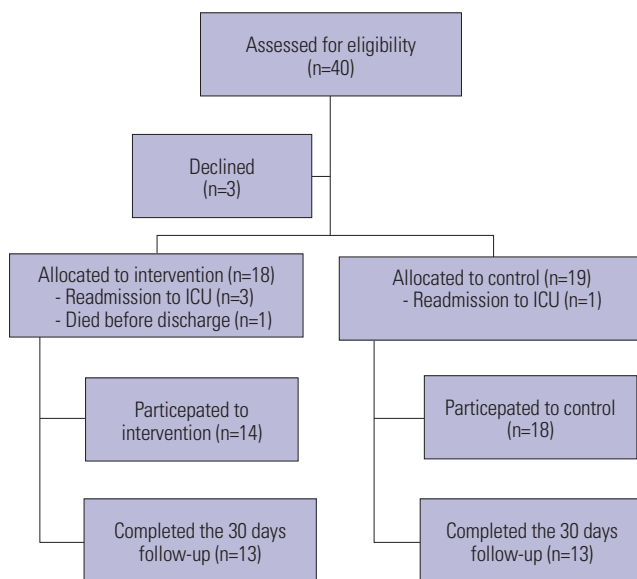 Assessed for eligibility
(n=40)
Declined
(n=3)
Allocated to intervention (n=18)
- Readmission to ICU (n=3)
- Died before discharge (n=1)
Allocated to control (n=19)
- Readmission to ICU (n=1)
Particepated to
intervention (n=14)
Particepated to control
(n=18)
Completed the 30 days
follow-up (n=13)
Completed the 30 days
follow-up (n=13)